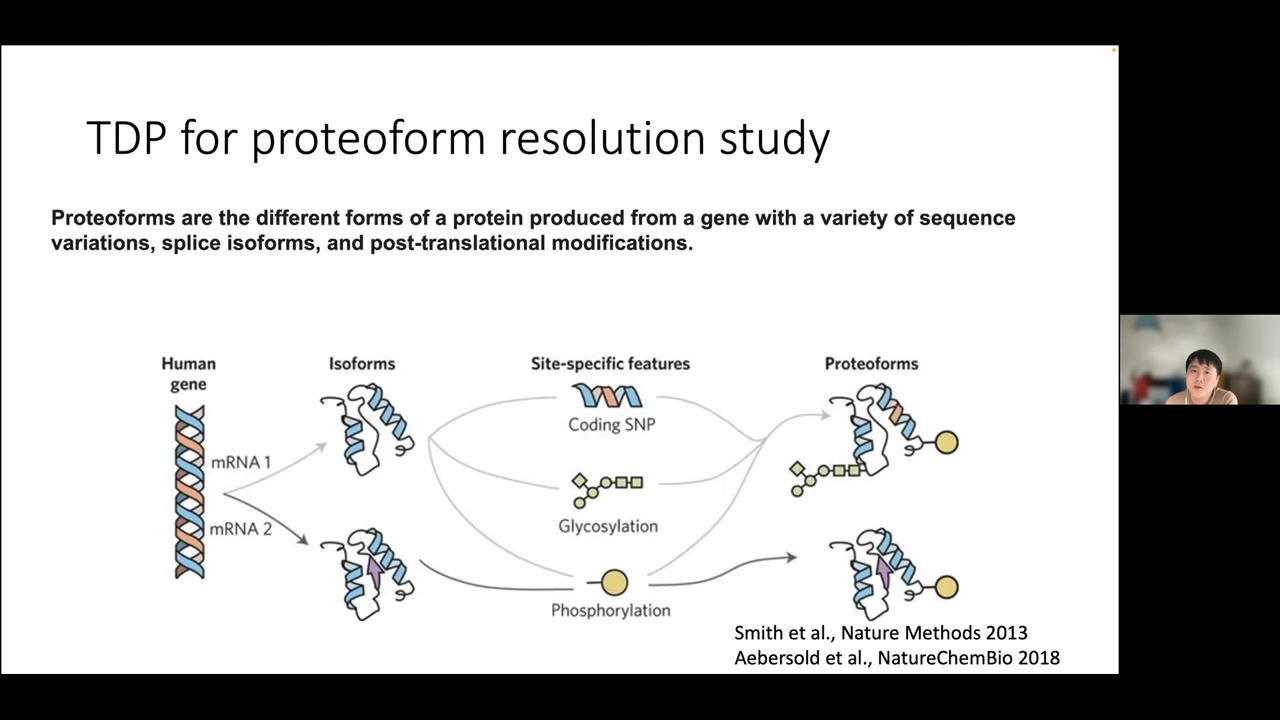 TDP for proteoform resolution study
Proteoforms are the different forms of a protein produced from a gene with a variety of sequence
variations, splice isoforms, and post-translational modifications.
Human
gene
Isoforms
Site-specific features
Proteoforms
Coding SNP
mRNA 1
Glycosylation
mRNA 2
Phosphorylation
Smith et al., Nature Methods 2013
Aebersold et al., NatureChemBio 2018